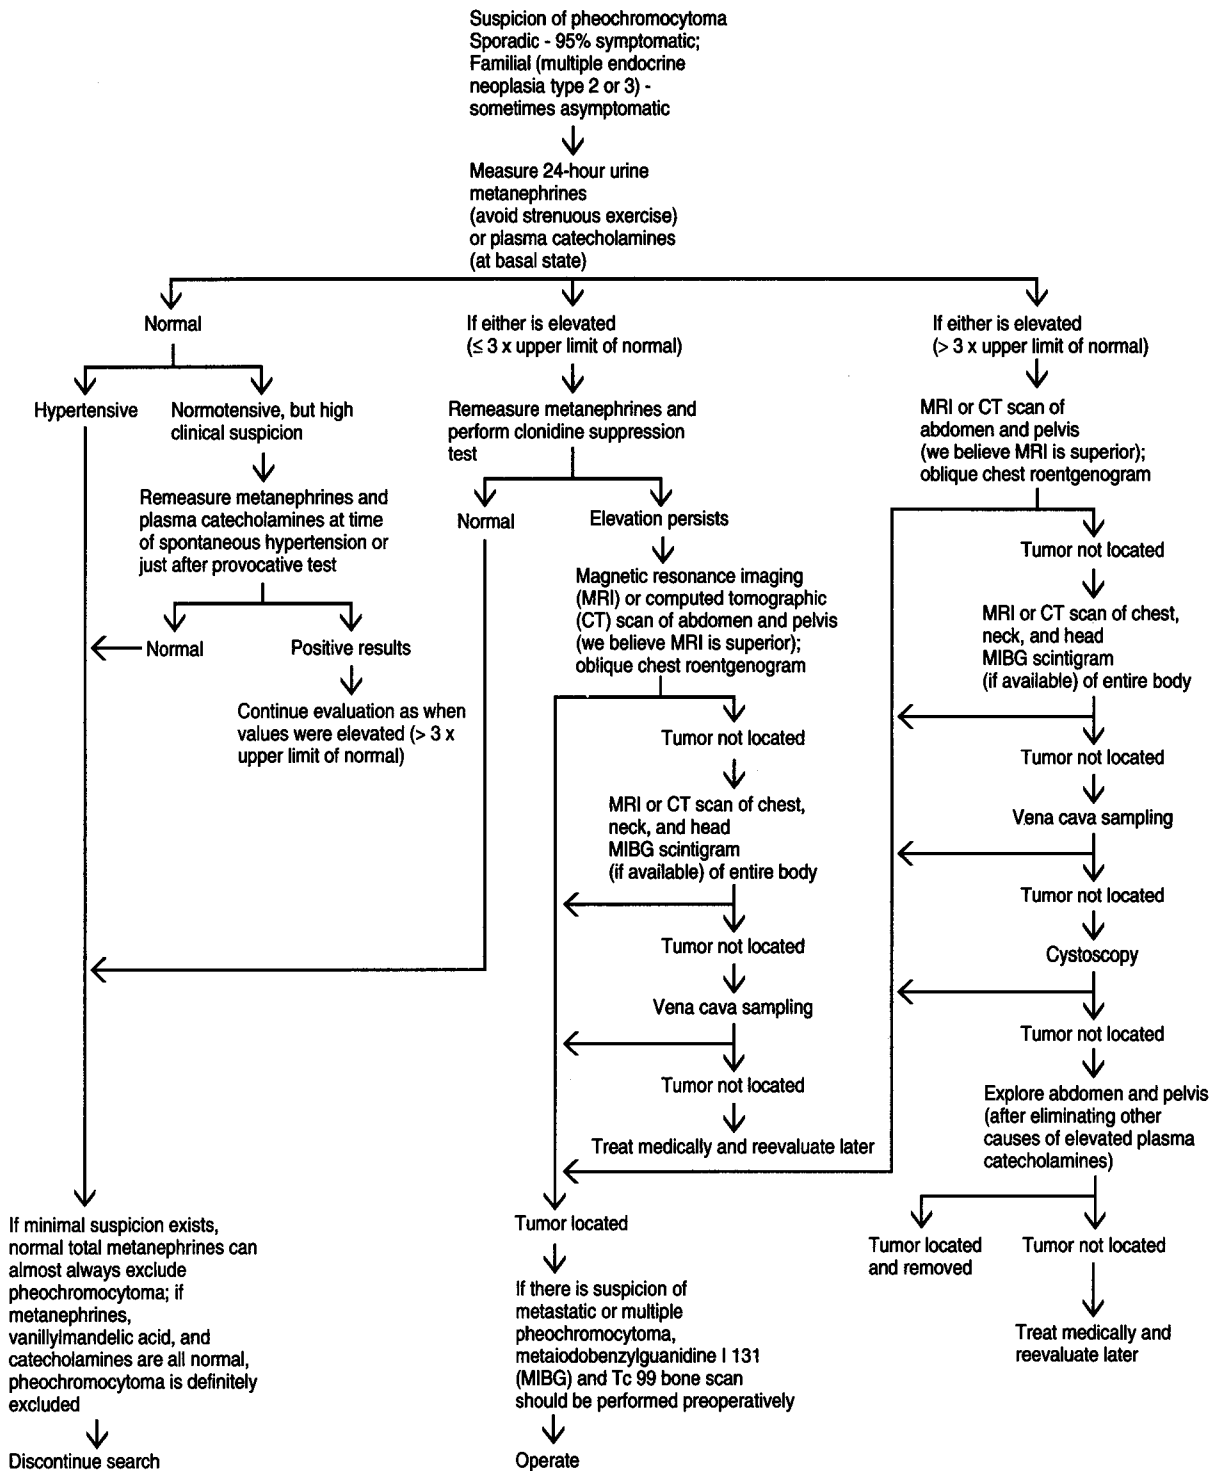 Suspicion of pheochromocytoma
Sporadic - 95% symptomatic;
Familial (multiple endocrine
neoplasia type 2 or 3) -
sometimes asymptomatic
Measure 24-hour urine
metanephrines
(avoid strenuous exercise)
or plasma catecholamines
(at basal state)
Normal
Hypertensive
Normotensive, but high
clinical suspicion
Remeasure metanephrines and
plasma catecholamines at time
of spontaneous hypertension or
just after provocative test
Normal
Positive results
Continue evaluation as when
values were elevated (> 3 x
upper limit of normal)
If minimal suspicion exists,
normal total metanephrines can
almost always exclude
pheochromocytoma; if
metanephrines,
vanillylmandelic acid, and
catecholamines are all normal,
pheochromocytoma is definitely
excluded
Discontinue search
If either is elevated
(≤ 3 x upper limit of normal)
Remeasure metanephrines and
perform clonidine suppression
test
Normal
Elevation persists
Magnetic resonance imaging
(MRI) or computed tomographic
(CT) scan of abdomen and pelvis
(we believe MRI is superior);
oblique chest roentgenogram
Tumor not located
MRI or CT scan of chest,
neck, and head
MIBG scintigram
(if available) of entire body
Tumor not located
Vena cava sampling
Tumor not located
Treat medically and reevaluate later
Tumor located
If there is suspicion of
metastatic or multiple
pheochromocytoma,
metaiodobenzylguanidine I 131
(MIBG) and Tc 99 bone scan
should be performed preoperatively
Operate
If either is elevated
(> 3 x upper limit of normal)
MRI or CT scan of
abdomen and pelvis
(we believe MRI is superior);
oblique chest roentgenogram
Tumor not located
MRI or CT scan of chest,
neck, and head
MIBG scintigram
(if available) of entire body
Tumor not located
Vena cava sampling
Tumor not located
Cystoscopy
Tumor not located
Explore abdomen and pelvis
(after eliminating other
causes of elevated plasma
catecholamines)
Tumor located
and removed
Tumor not located
Treat medically and
reevaluate later